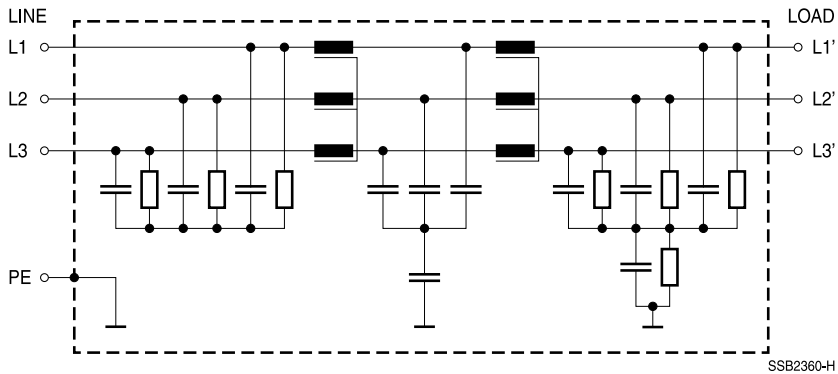 LINE LOAD
L1 L1'
L2 L2'
L3 L3'
PE
SSB2360-H